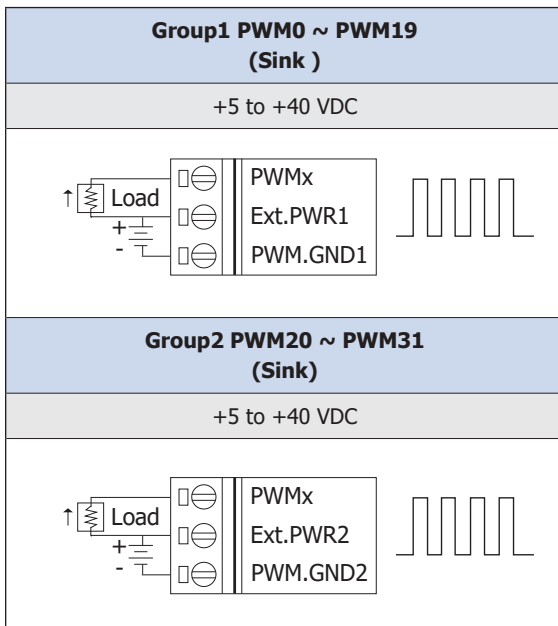 Group1 PWM0 ~ PWM19
(Sink )
+5 to +40 VDC
↑ Load
+
-
PWMx
Ext.PWR1
PWM.GND1
Group2 PWM20 ~ PWM31
(Sink)
+5 to +40 VDC
↑ Load
+
-
PWMx
Ext.PWR2
PWM.GND2